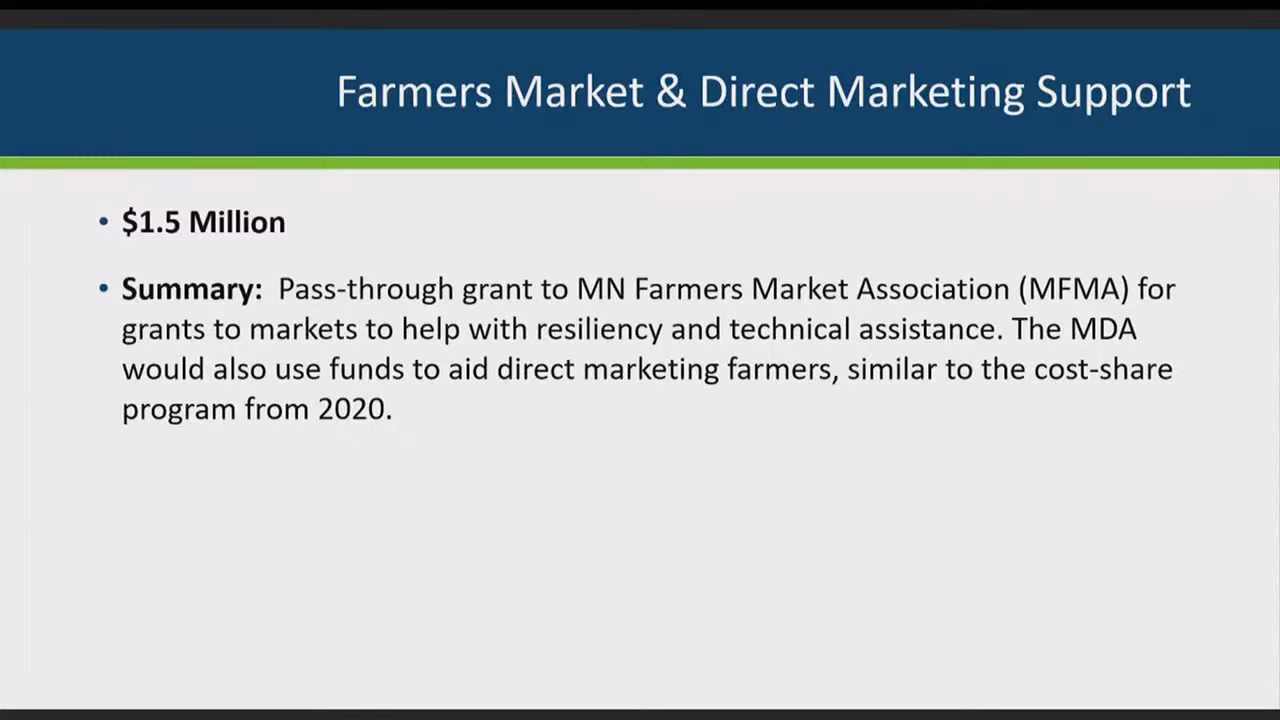 Farmers Market & Direct Marketing Support
• $1.5 Million
• Summary:  Pass-through grant to MN Farmers Market Association (MFMA) for
grants to markets to help with resiliency and technical assistance. The MDA
would also use funds to aid direct marketing farmers, similar to the cost-share
program from 2020.